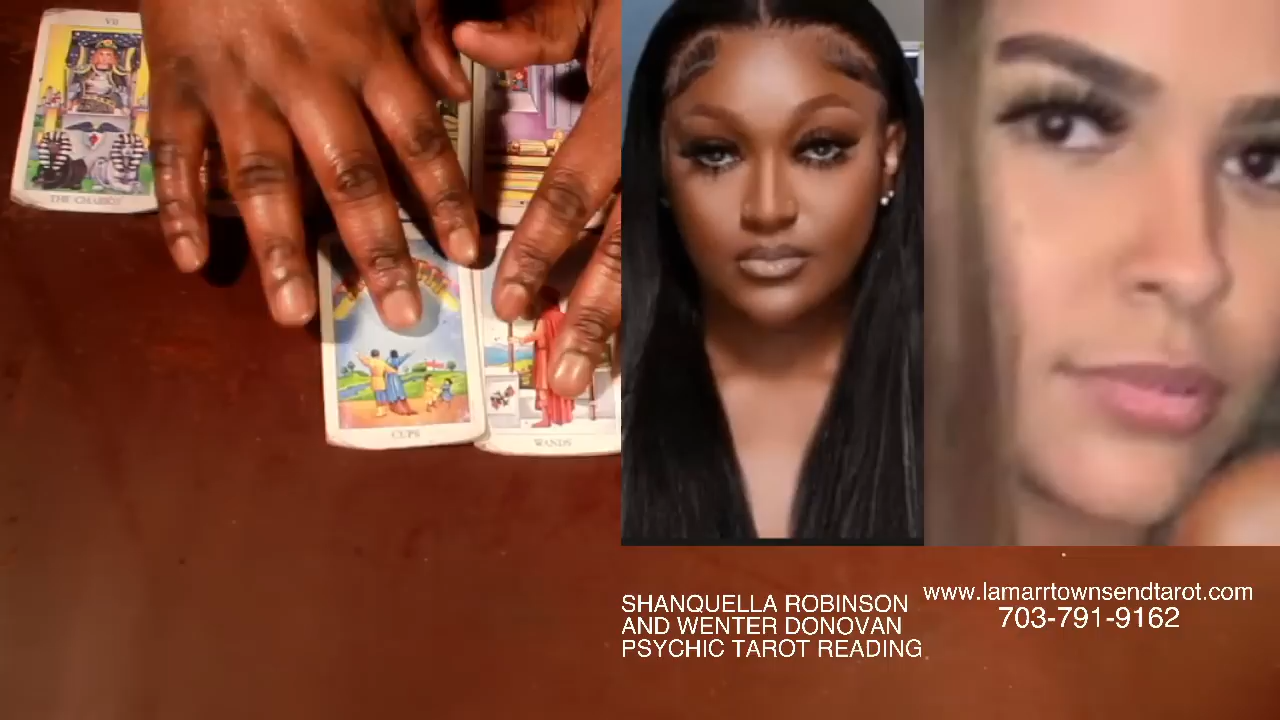 VII
THE CHARIOT
CUPS
WANDS
SHANQUELLA ROBINSON
AND WENTER DONOVAN
PSYCHIC TAROT READING
www.lamarrtownsendtarot.com
703-791-9162